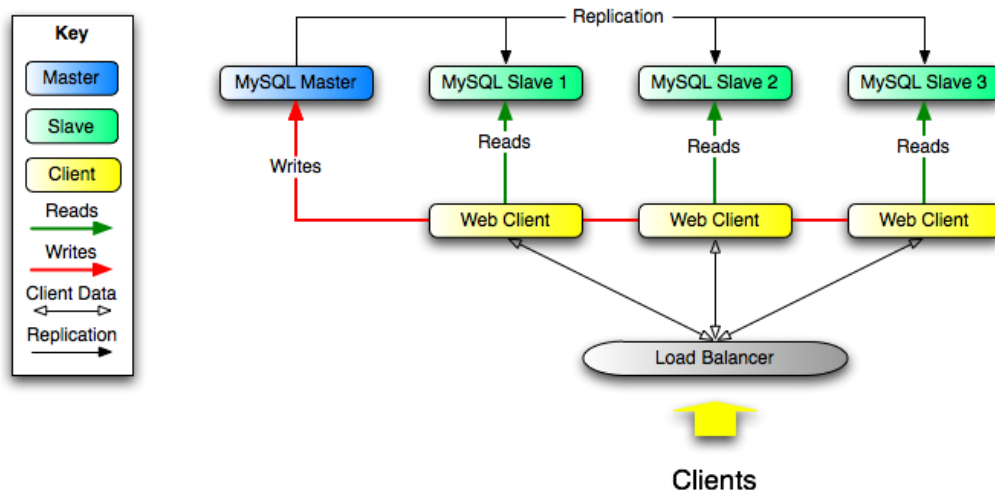 Key
Master
Slave
Client
Reads
Writes
Client Data
Replication
Replication
MySQL Master
MySQL Slave 1
MySQL Slave 2
MySQL Slave 3
Writes
Reads
Reads
Reads
Web Client
Web Client
Web Client
Load Balancer
Clients